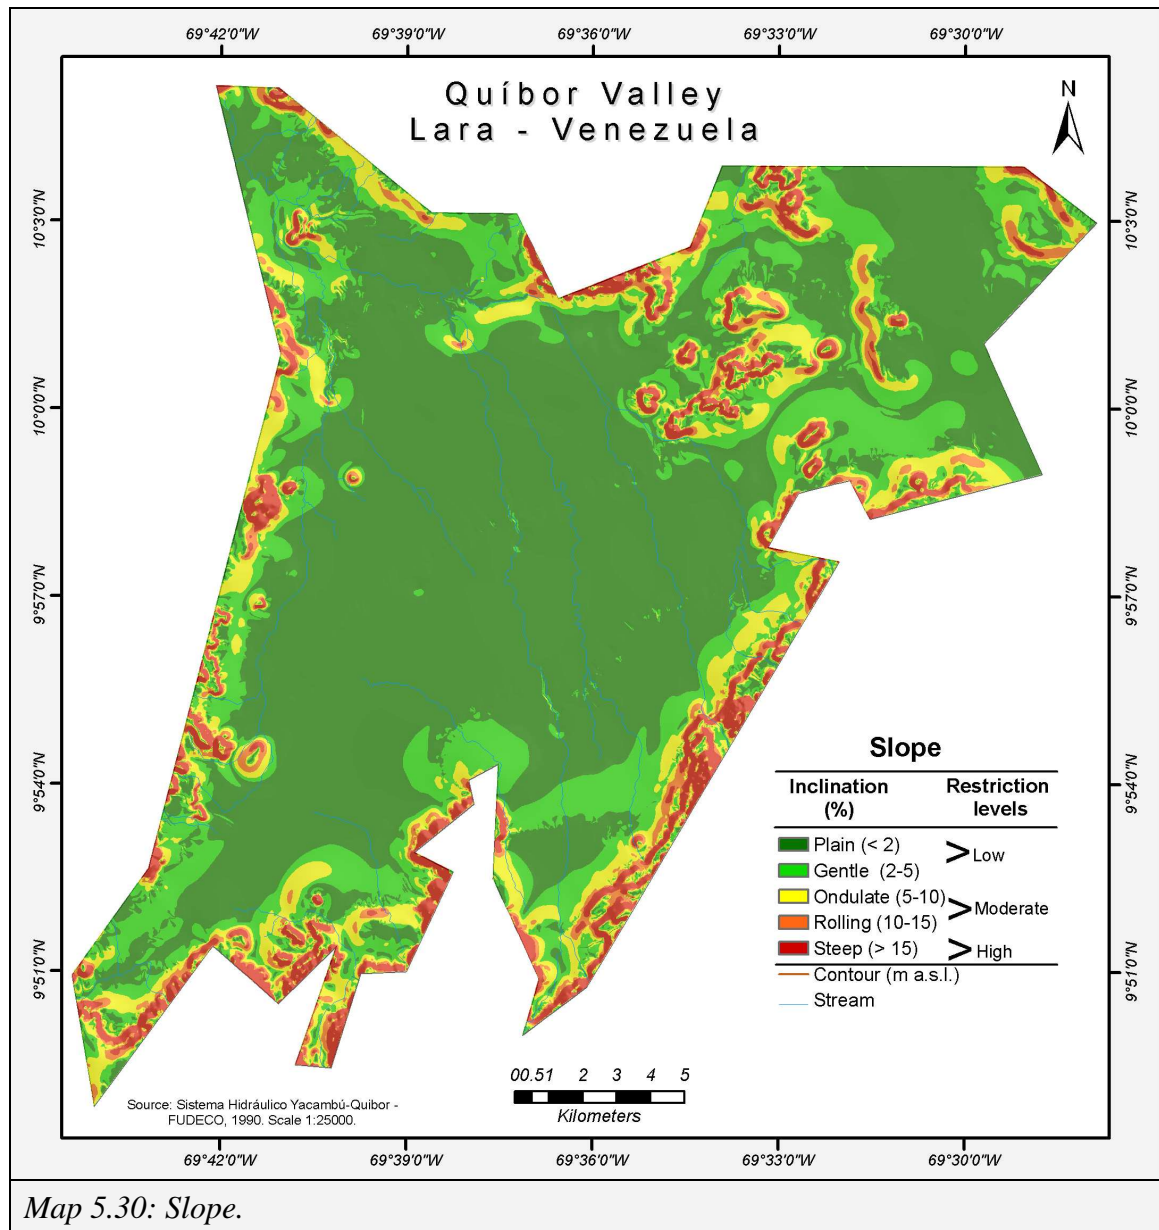 69°42'0"W 69°39'0"W 69°36'0"W 69°33'0"W 69°30'0"W
Quíbor Valley
Lara - Venezuela
N
10°3'0"N
10°3'0"N
10°0'0"N
10°0'0"N
9°57'0"N
9°57'0"N
9°54'0"N
9°54'0"N
9°51'0"N
9°51'0"N
Slope
Inclination Restriction
(%) levels
Plain (< 2)
> Low
Gentle (2-5)
Ondulate (5-10)
> Moderate
Rolling (10-15)
Steep (> 15) > High
Contour (m a.s.l.)
Stream
00.51 2 3 4 5
Kilometers
Source: Sistema Hidráulico Yacambú-Quibor -
FUDECO, 1990. Scale 1:25000.
69°42'0"W 69°39'0"W 69°36'0"W 69°33'0"W 69°30'0"W
Map 5.30: Slope.